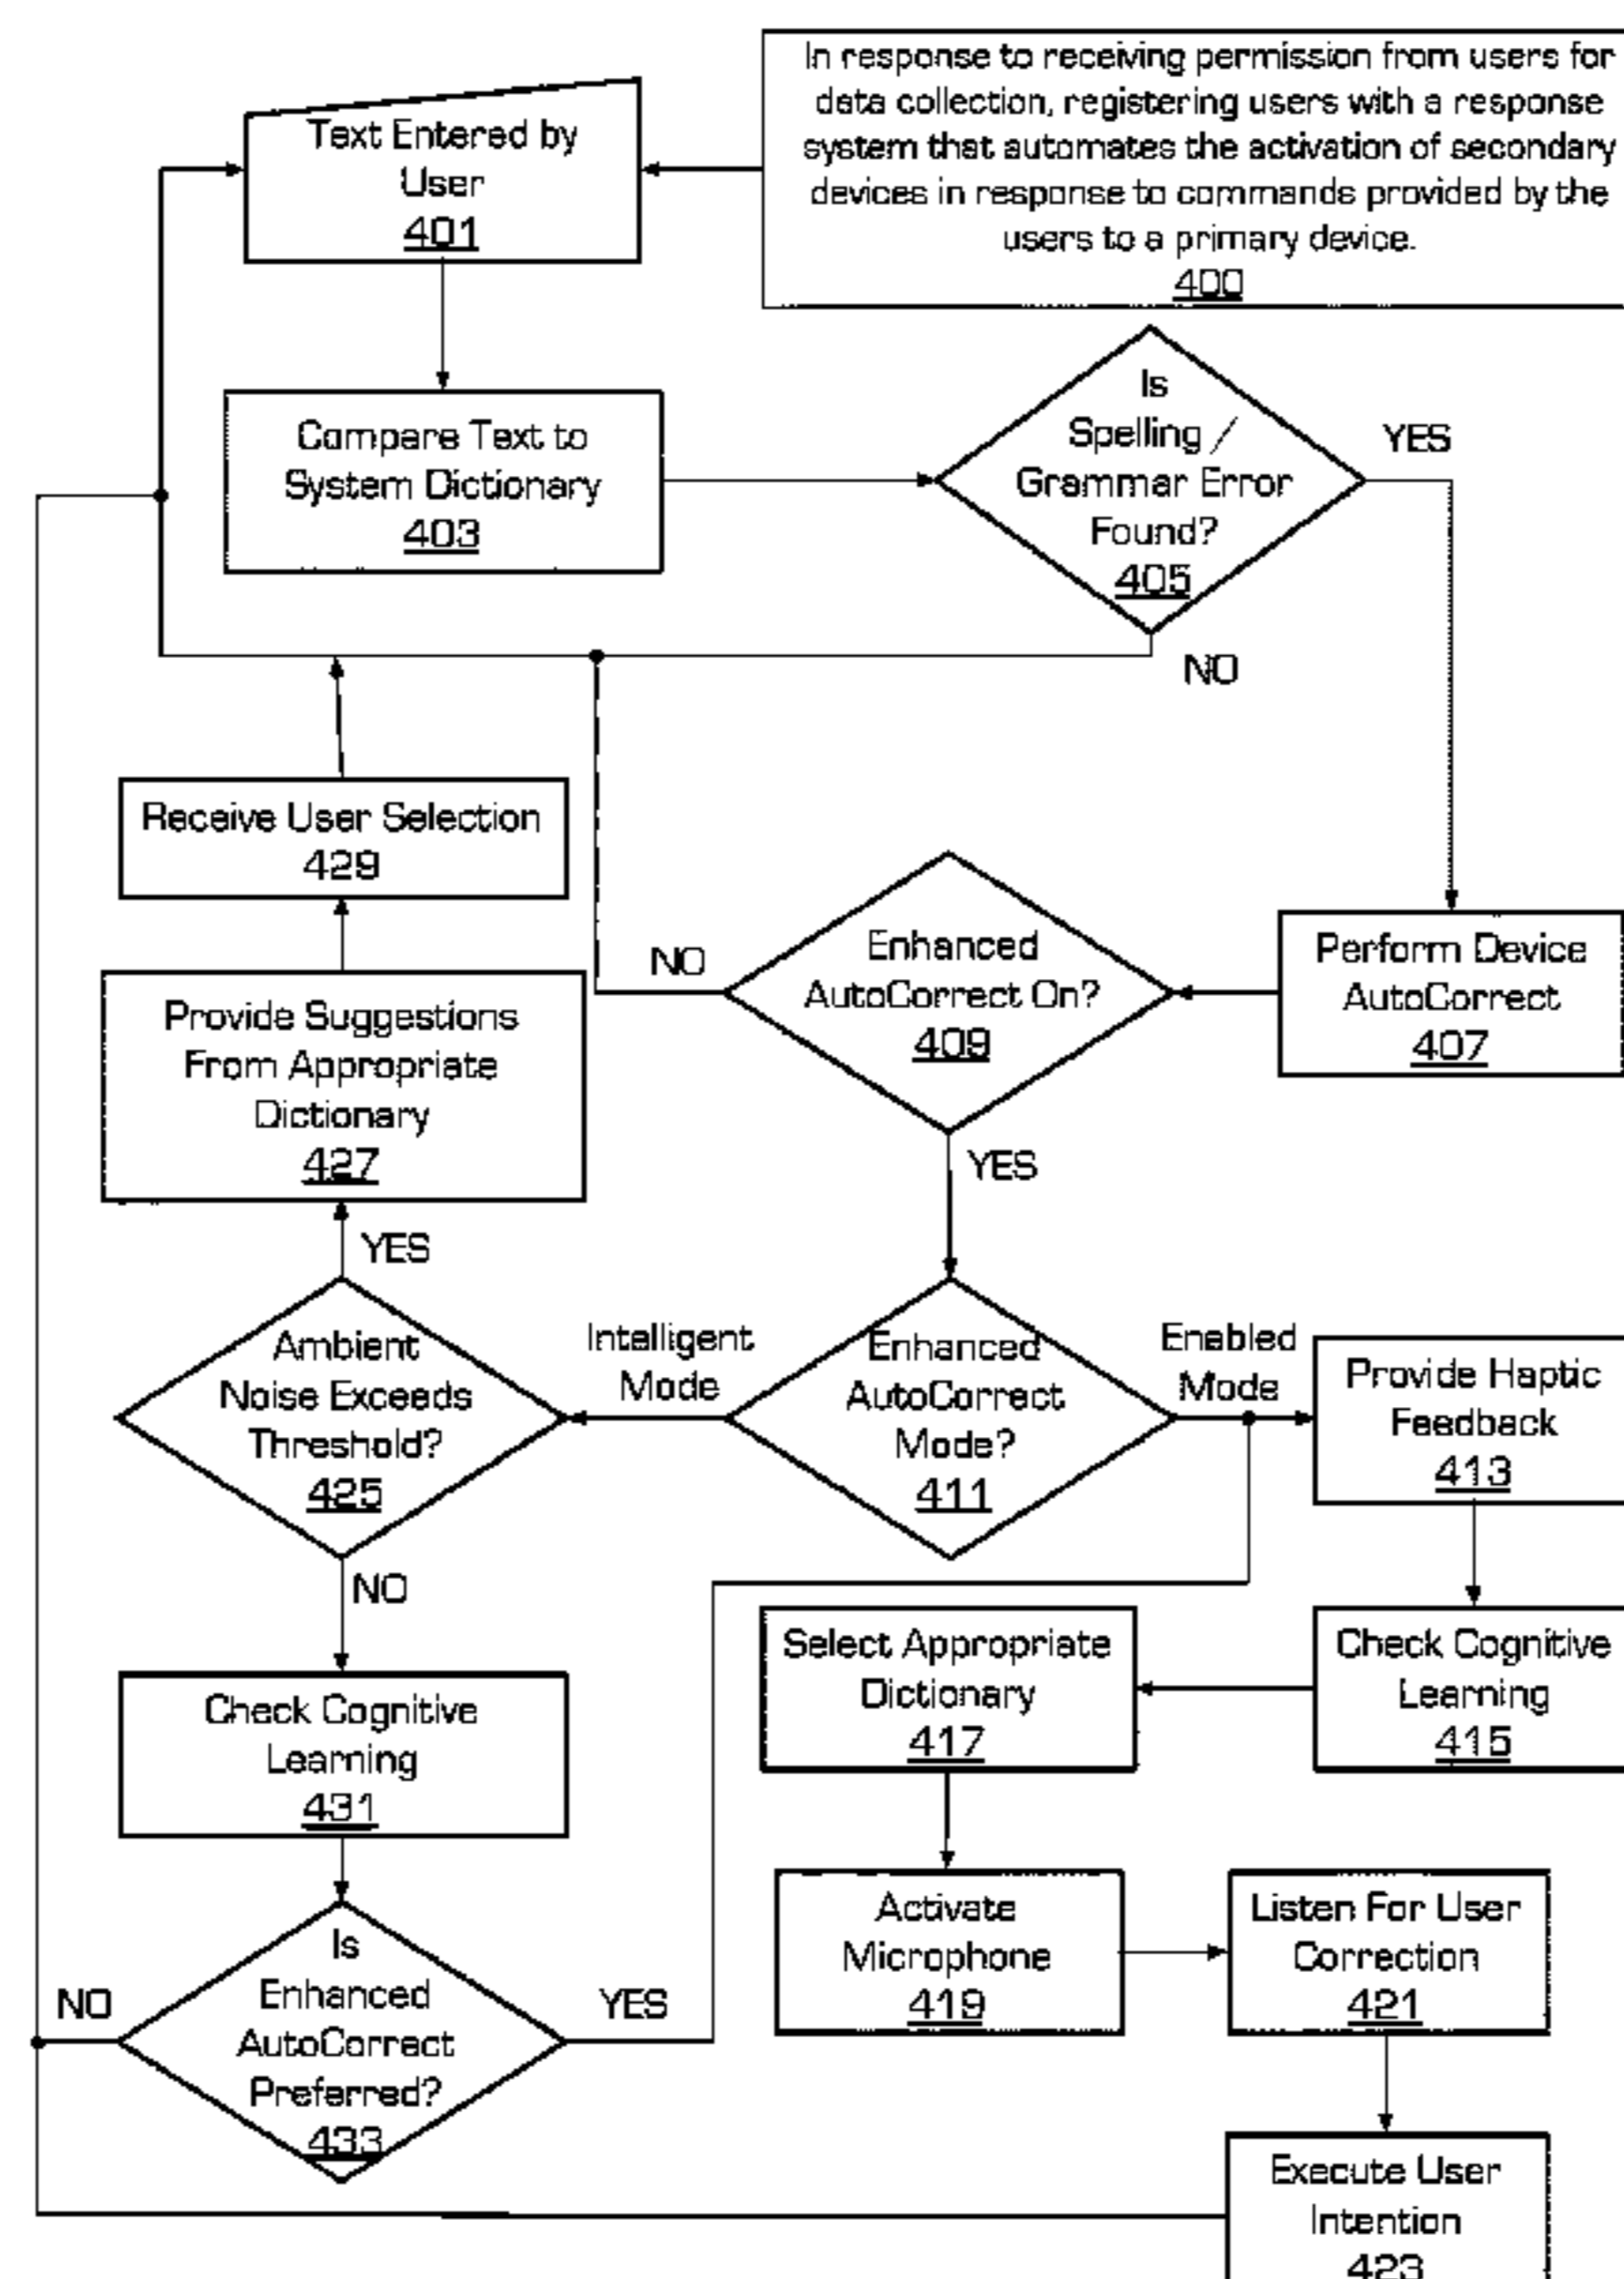 In response to receiving permission from users for
data collection, registering users with a response
system that automates the activation of secondary
devices in response to commands provided by the
users to a primary device.
400
Text Entered by
User
401
Compare Text to
System Dictionary
403
Is
Spelling /
Grammar Error
Found?
405
YES
NO
Receive User Selection
429
Enhanced
AutoCorrect On?
409
NO
YES
Perform Device
AutoCorrect
407
Provide Suggestions
From Appropriate
Dictionary
427
YES
Ambient
Noise Exceeds
Threshold?
425
NO
Intelligent
Mode
Enhanced
AutoCorrect
Mode?
411
Enabled
Mode
Provide Haptic
Feedback
413
Select Appropriate
Dictionary
417
Check Cognitive
Learning
415
Check Cognitive
Learning
431
Activate
Microphone
419
Listen For User
Correction
421
Is
Enhanced
AutoCorrect
Preferred?
433
NO
YES
Execute User
Intention
423